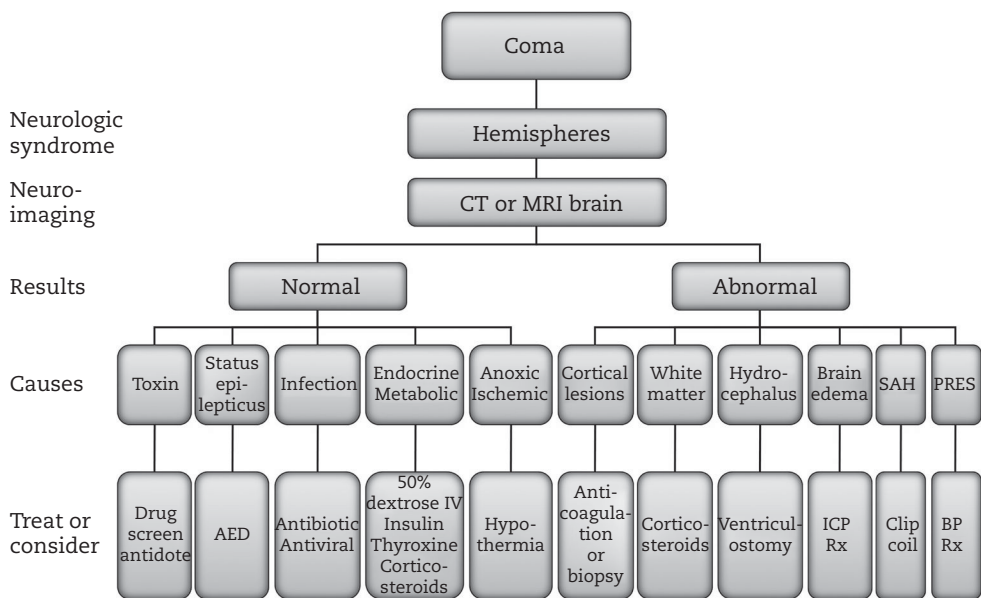 Coma
Neurologic
syndrome
Hemispheres
Neuro-
imaging
CT or MRI brain
Results
Normal
Abnormal
Causes
Toxin
Status
epi-
lepticus
Infection
Endocrine
Metabolic
Anoxic
Ischemic
Cortical
lesions
White
matter
Hydro-
cephalus
Brain
edema
SAH
PRES
Treat or
consider
Drug
screen
antidote
AED
Antibiotic
Antiviral
50%
dextrose IV
Insulin
Thyroxine
Cortico-
steroids
Hypo-
thermia
Anti-
coagula-
tion
or
biopsy
Cortico-
steroids
Ventricul-
ostomy
ICP
Rx
Clip
coil
BP
Rx